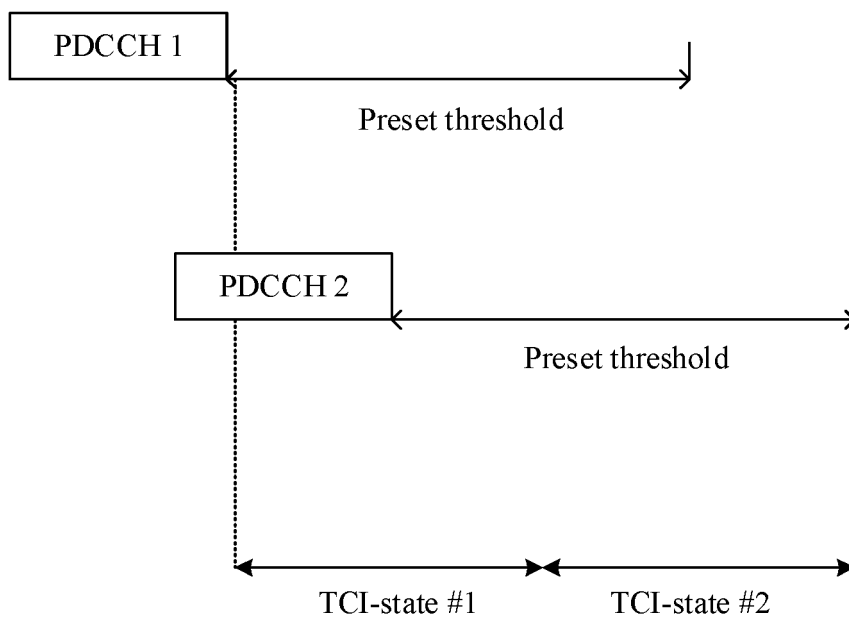 PDCCH 1
Preset threshold
PDCCH 2
Preset threshold
TCI-state #1
TCI-state #2